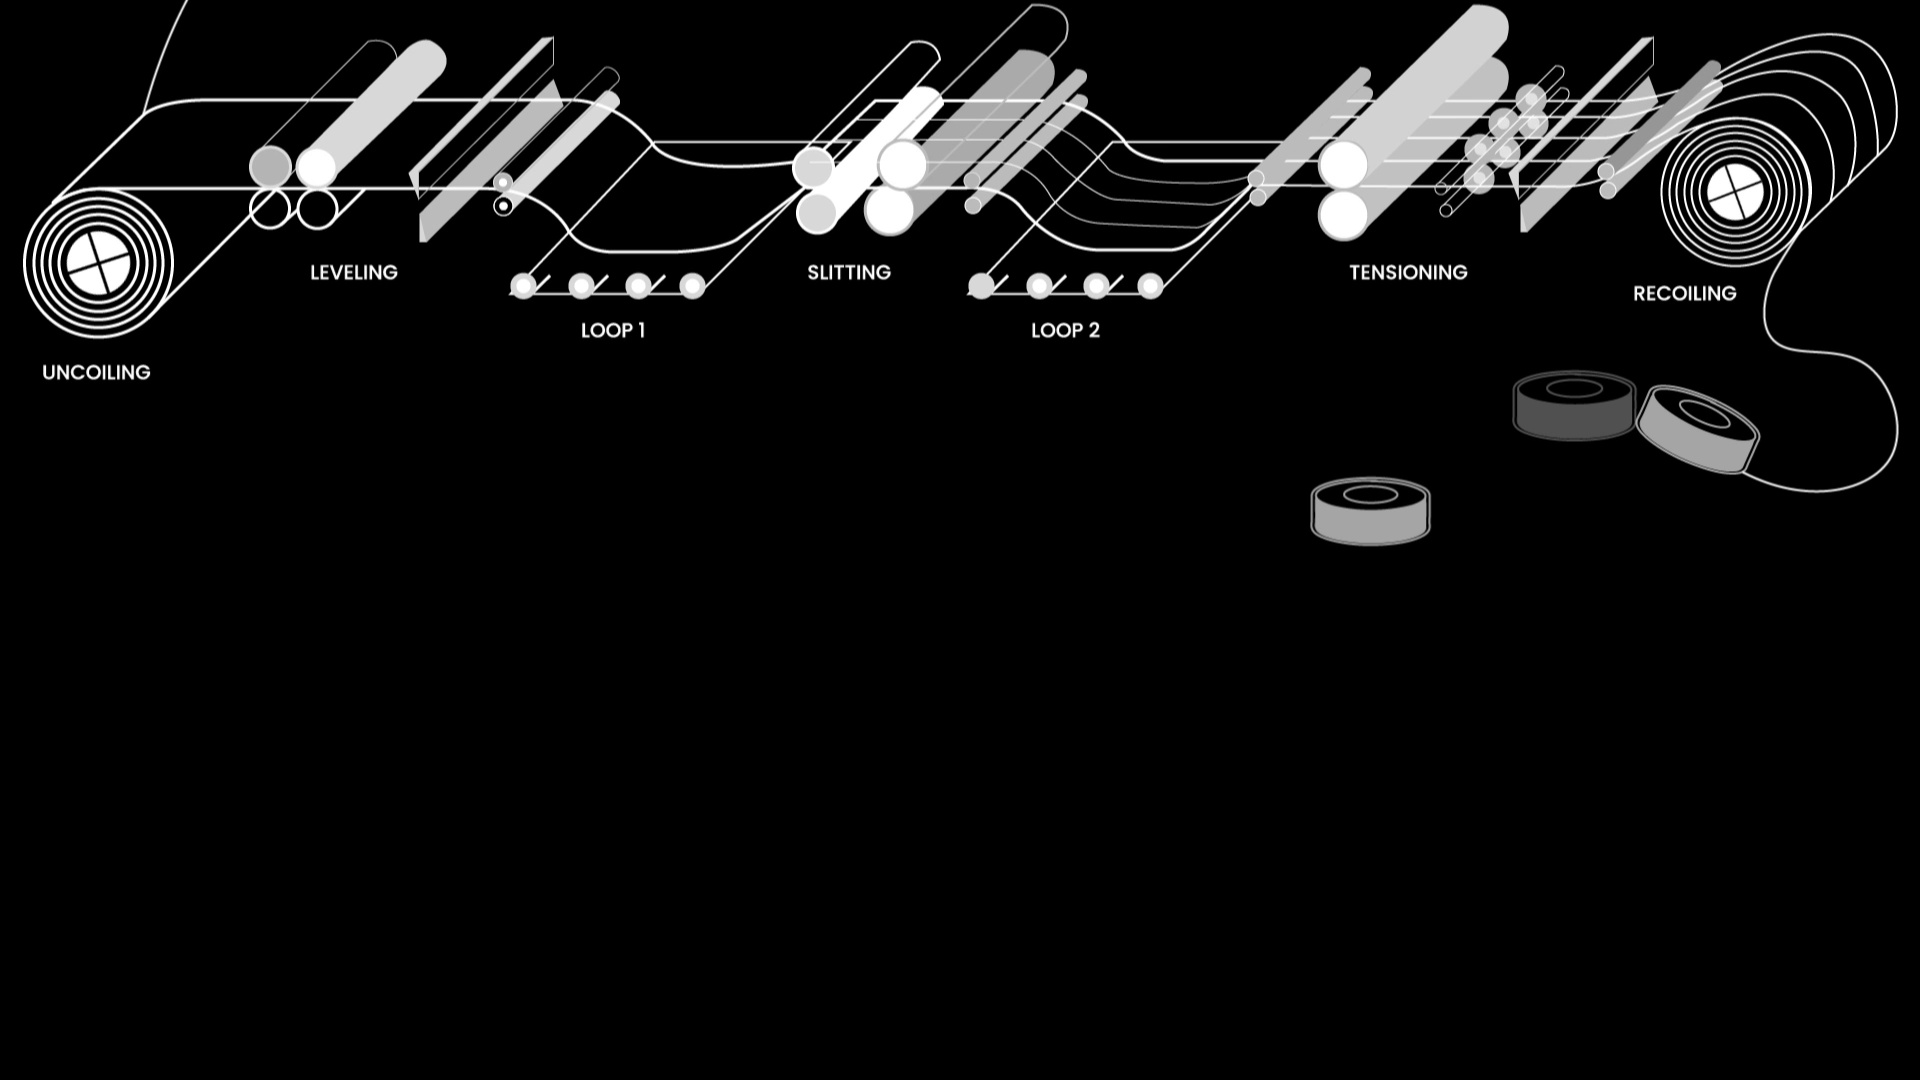 LEVELING
SLITTING
TENSIONING
RECOILING
LOOP 1
LOOP 2
UNCOILING